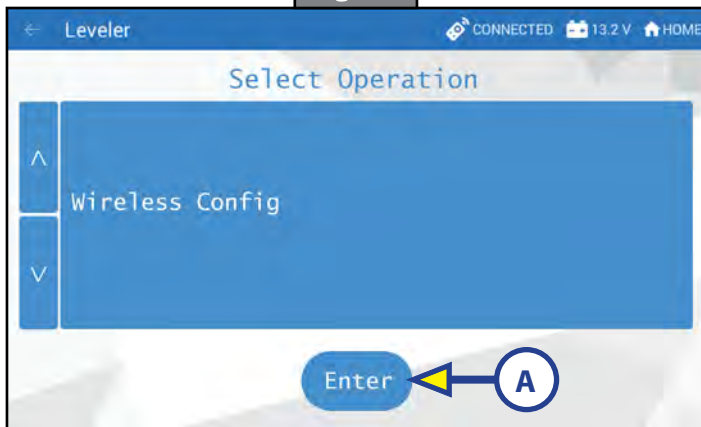 ← Leveler CONNECTED 13.2 V HOME
Select Operation
Wireless Config
Enter A